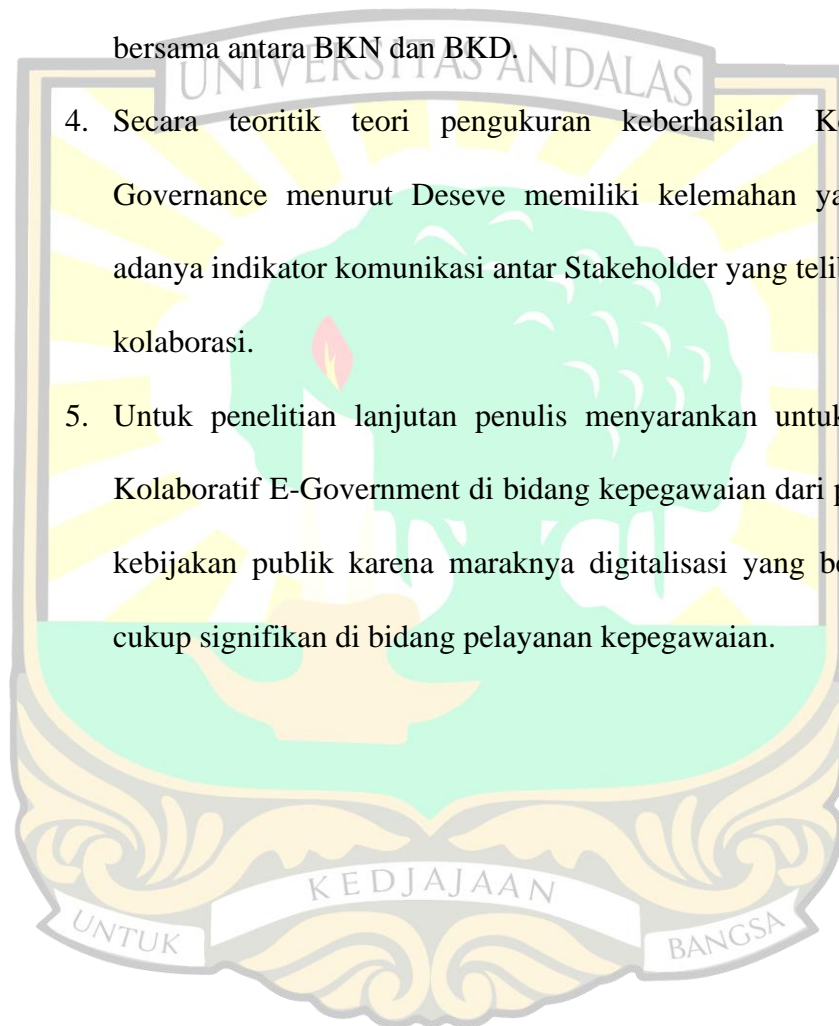 bersama antara BKN dan BKD.
UNIVERSITAS ANDALAS
4. Secara teoritik teori pengukuran keberhasilan
Governance menurut Deseve memiliki kelemahan
adanya indikator komunikasi antar Stakeholder yang
kolaborasi.
5. Untuk penelitian lanjutan penulis menyarankan
Kolaboratif E-Government di bidang kepegawaian dari
kebijakan publik karena maraknya digitalisasi yang
cukup signifikan di bidang pelayanan kepegawaian.
KEDJAJAAN
UNTUK
BANGSA